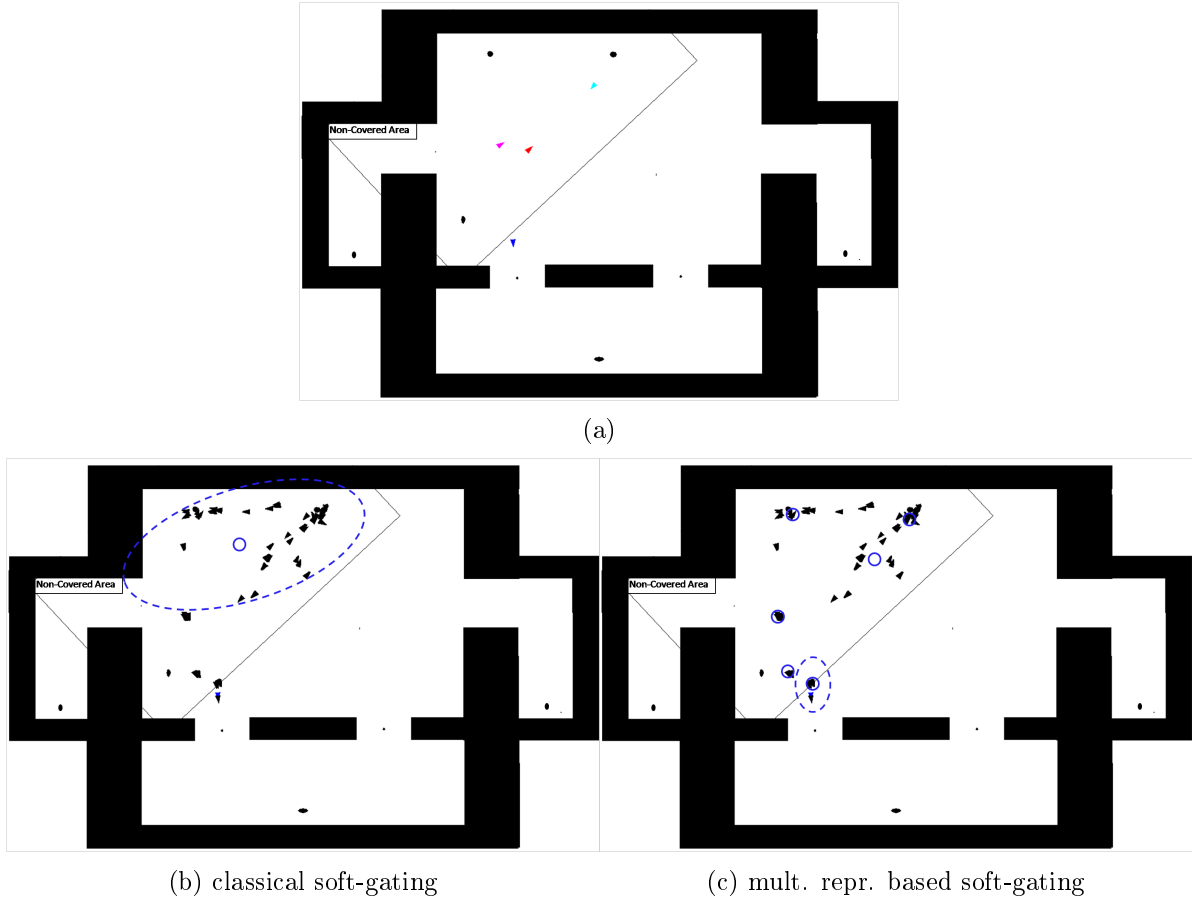 Non-Covered Area
(a)
Non-Covered Area
Non-Covered Area
(b) classical soft-gating
(c) mult. repr. based soft-gating